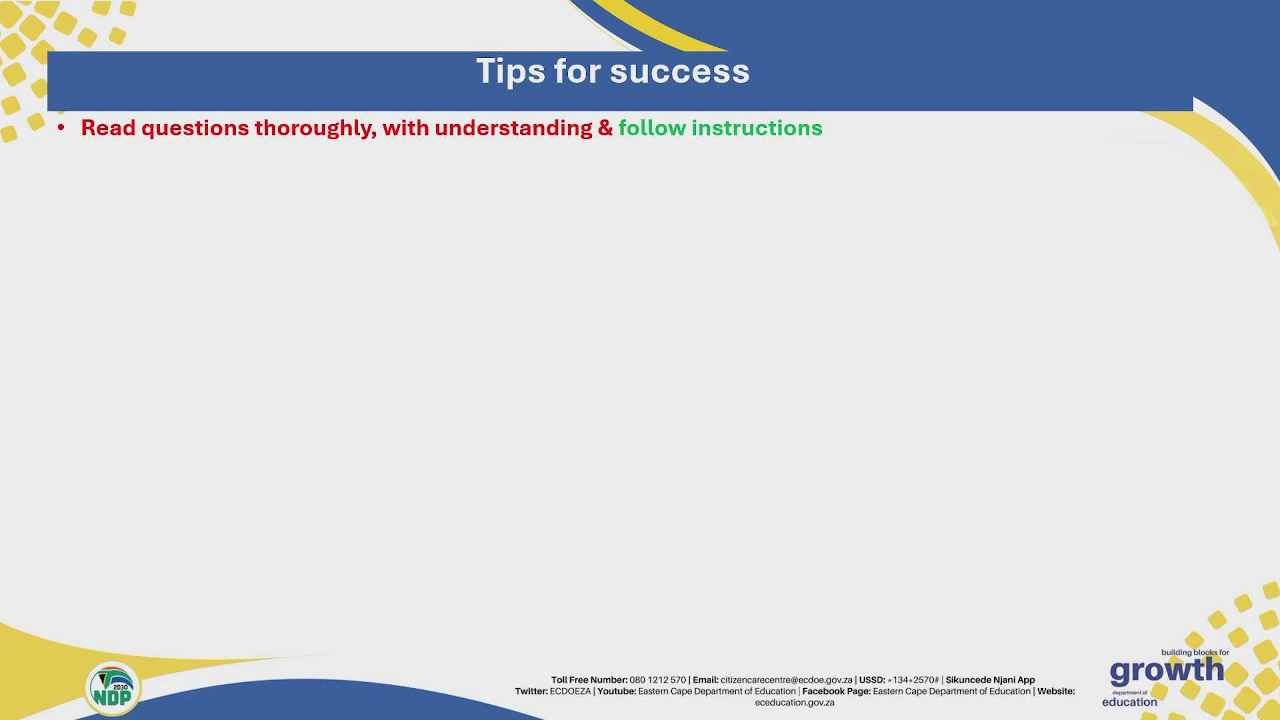 Tips for success
• Read questions thoroughly, with understanding & follow instructions
2030
NDP
Toll Free Number: 080 1212 570 | Email: citizencarecentre@ecdoe.gov.za | USSD: *134*2570# | Sikuncede Njani App
Twitter: ECDOEZA | Youtube: Eastern Cape Department of Education | Facebook Page: Eastern Cape Department of Education | Website:
eceducation.gov.za
building blocks for
growth
department of
education